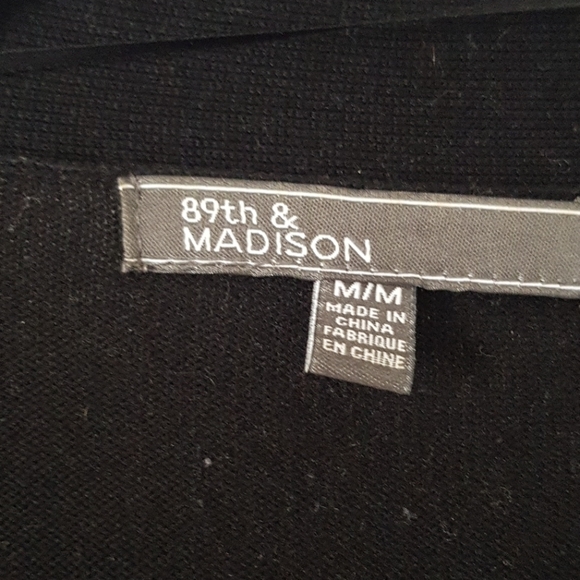 89th &
MADISON
M/M
MADE IN
CHINA
FABRIQUE
EN CHINE